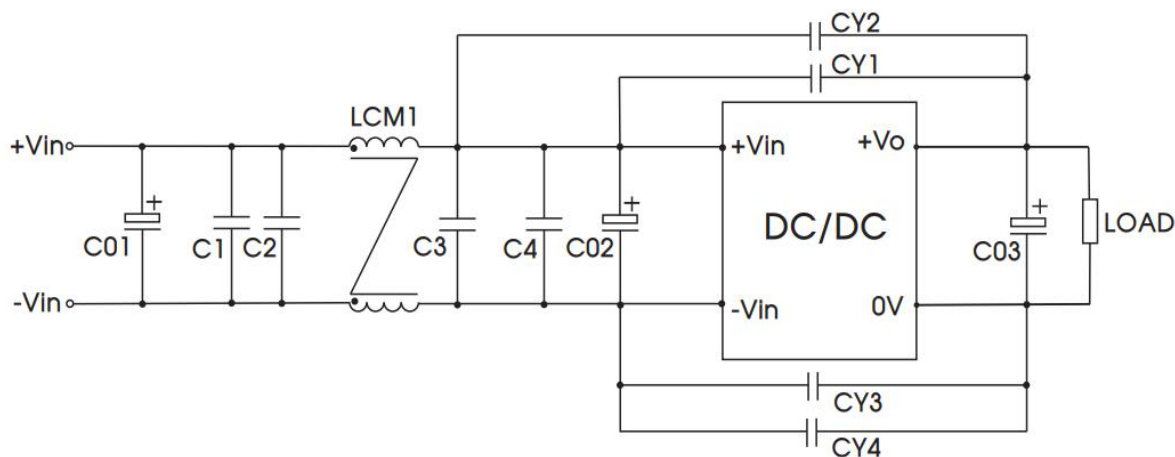 CY2
CY1
LCM1
+Vin
+Vin
+Vo
+
+
+
DC/DC
C01
C1
C2
C3
C4
C02
C03
LOAD
-Vin
-Vin
0V
CY3
CY4